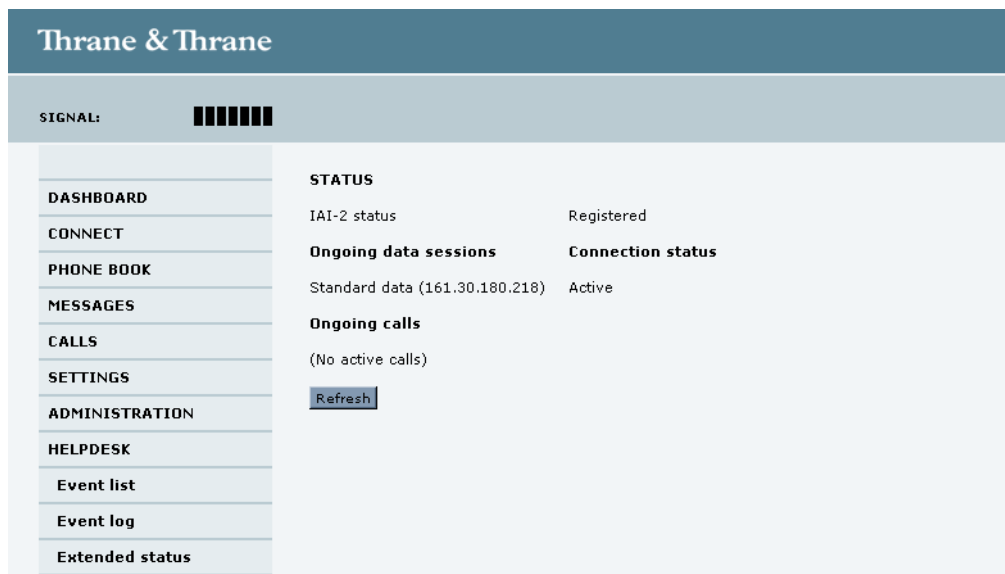 Thrane & Thrane
SIGNAL:
DASHBOARD
CONNECT
PHONE BOOK
MESSAGES
CALLS
SETTINGS
ADMINISTRATION
HELPDESK
Event list
Event log
Extended status
STATUS
IAI-2 status Registered
Ongoing data sessions Connection status
Standard data (161.30.180.218) Active
Ongoing calls
(No active calls)
Refresh